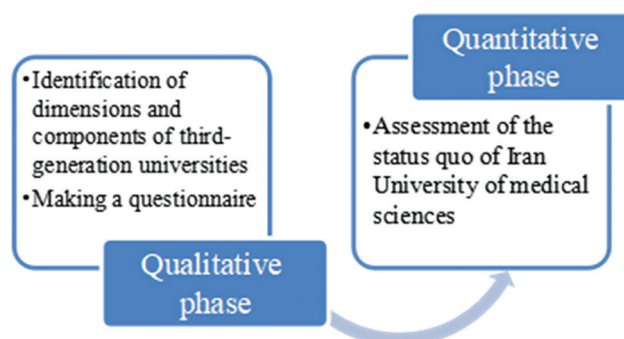 •Identification of
dimensions and
components of third-
generation universities
•Making a questionnaire
Qualitative
phase
Quantitative
phase
•Assessment of the
status quo of Iran
University of medical
sciences